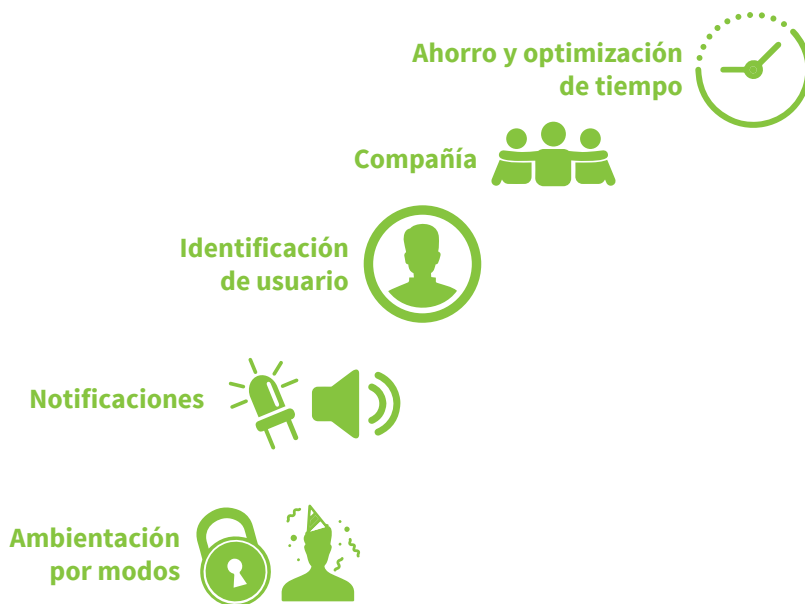 Ahorro y optimización
de tiempo
Compañía
Identificación
de usuario
Notificaciones
Ambientación
por modos